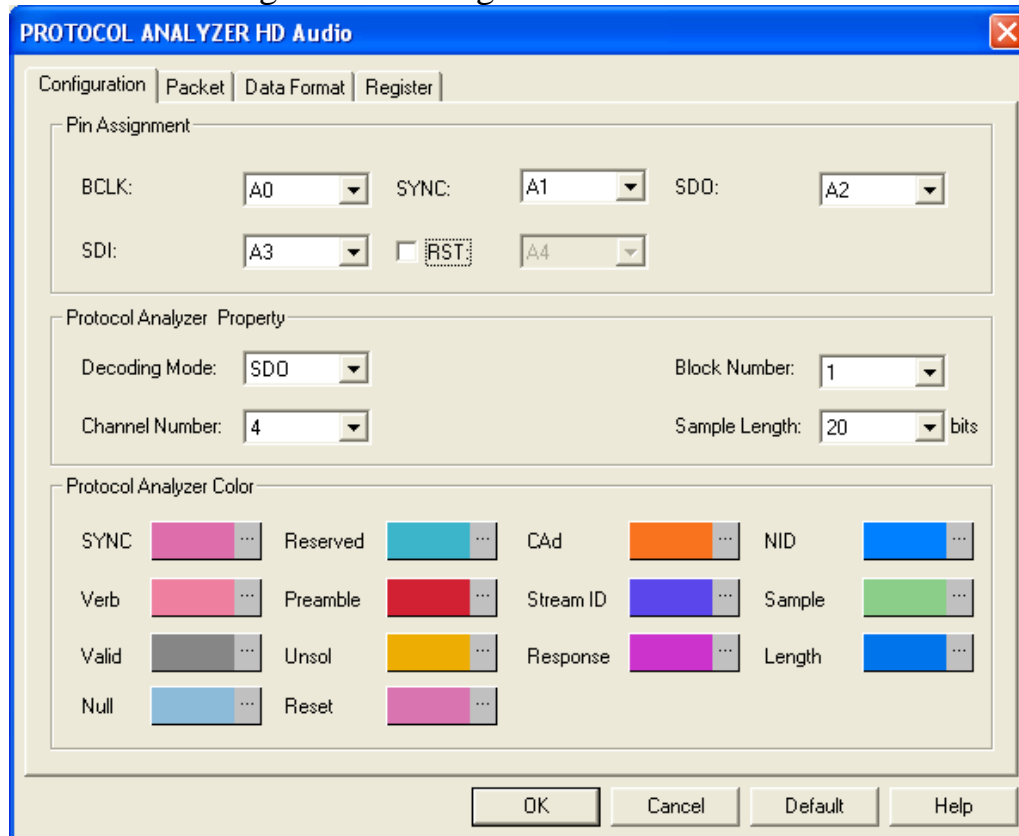 PROTOCOL ANALYZER HD Audio
Configuration Packet Data Format Register
Pin Assignment
BCLK: A0 SYNC: A1 SDO: A2
SDI: A3 RST: A4
Protocol Analyzer Property
Decoding Mode: SDO Block Number: 1
Channel Number: 4 Sample Length: 20 bits
Protocol Analyzer Color
SYNC ... Reserved ... CAd ... NID ...
Verb ... Preamble ... Stream ID ... Sample ...
Valid ... Unsol ... Response ... Length ...
Null ... Reset ...
OK Cancel Default Help